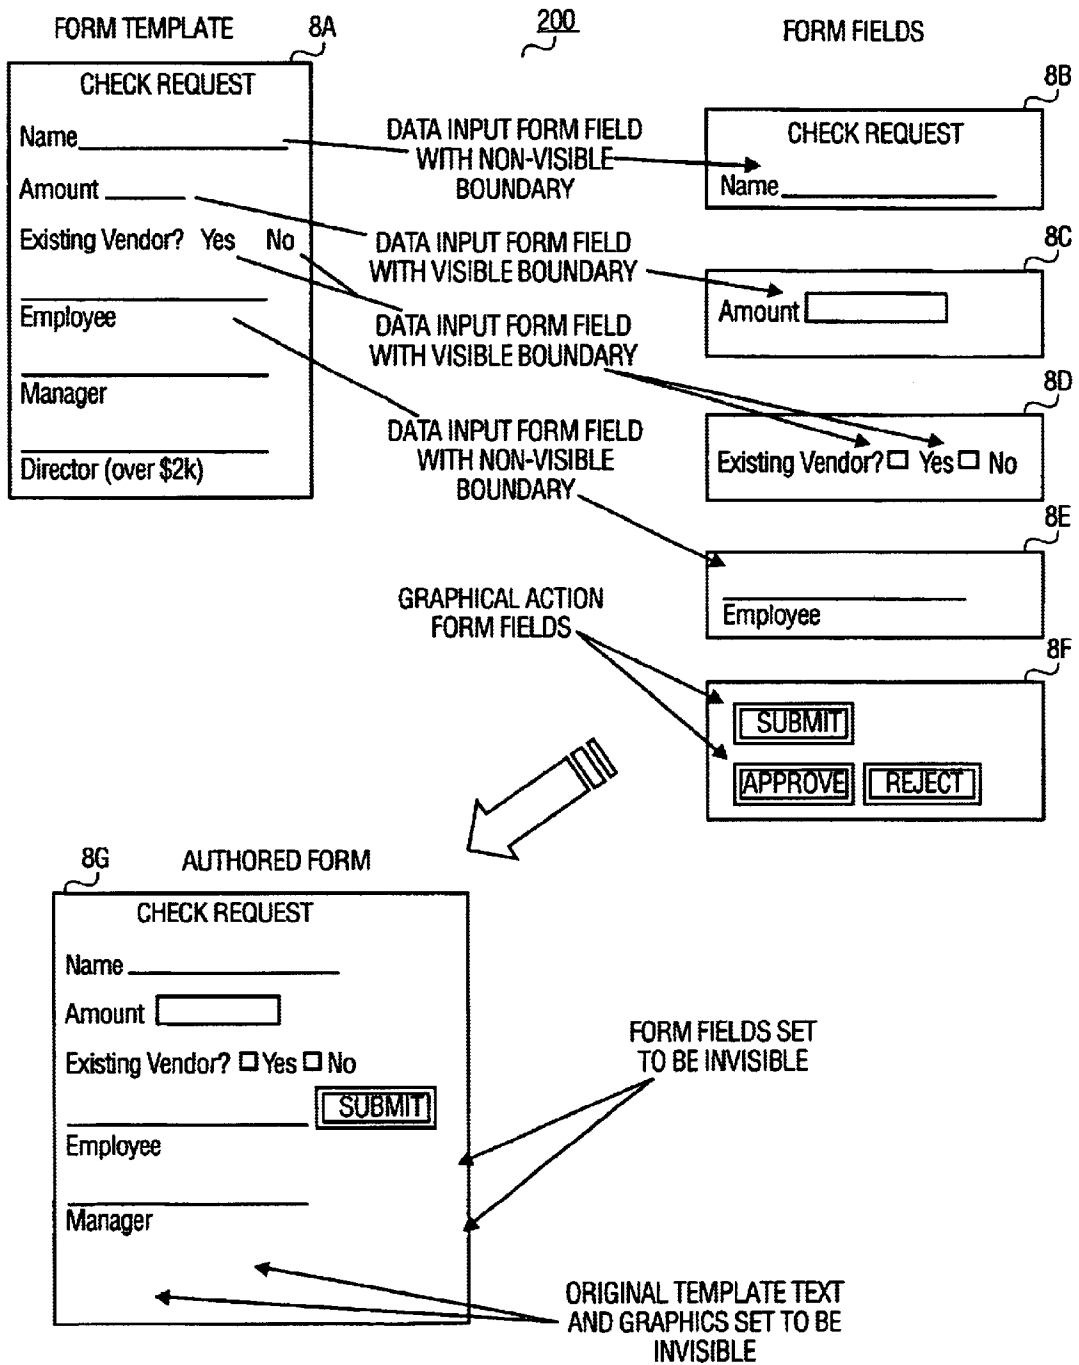 FORM TEMPLATE
8A
200
FORM FIELDS
CHECK REQUEST
Name
Amount
Existing Vendor? Yes No
Employee
Manager
Director (over $2k)
DATA INPUT FORM FIELD
WITH NON-VISIBLE
BOUNDARY
DATA INPUT FORM FIELD
WITH VISIBLE BOUNDARY
DATA INPUT FORM FIELD
WITH VISIBLE BOUNDARY
DATA INPUT FORM FIELD
WITH NON-VISIBLE
BOUNDARY
GRAPHICAL ACTION
FORM FIELDS
8B
CHECK REQUEST
Name
8C
Amount
8D
Existing Vendor? Yes No
8E
Employee
8F
SUBMIT
APPROVE REJECT
8G
AUTHORED FORM
CHECK REQUEST
Name
Amount
Existing Vendor? Yes No
SUBMIT
Employee
Manager
FORM FIELDS SET
TO BE INVISIBLE
ORIGINAL TEMPLATE TEXT
AND GRAPHICS SET TO BE
INVISIBLE